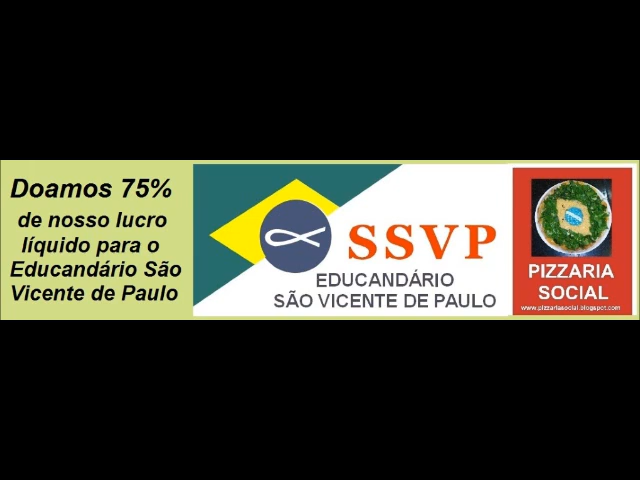 Doamos 75%
de nosso lucro
líquido para o
Educandário São
Vicente de Paulo
SSVP
EDUCANDÁRIO
SÃO VICENTE DE PAULO
PIZZARIA
SOCIAL
www.pizzariasocial.blogspot.com